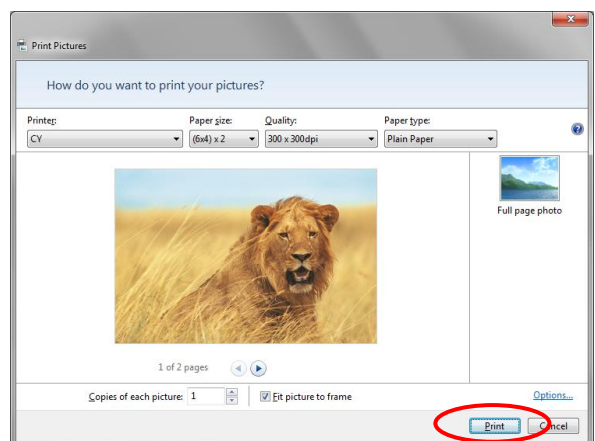 Print Pictures
How do you want to print your pictures?
Printer: Paper size: Quality: Paper type:
CY (6x4) x 2 300 x 300dpi Plain Paper
Full page photo
1 of 2 pages
Copies of each picture: 1 Fit picture to frame Options...
Print Cancel